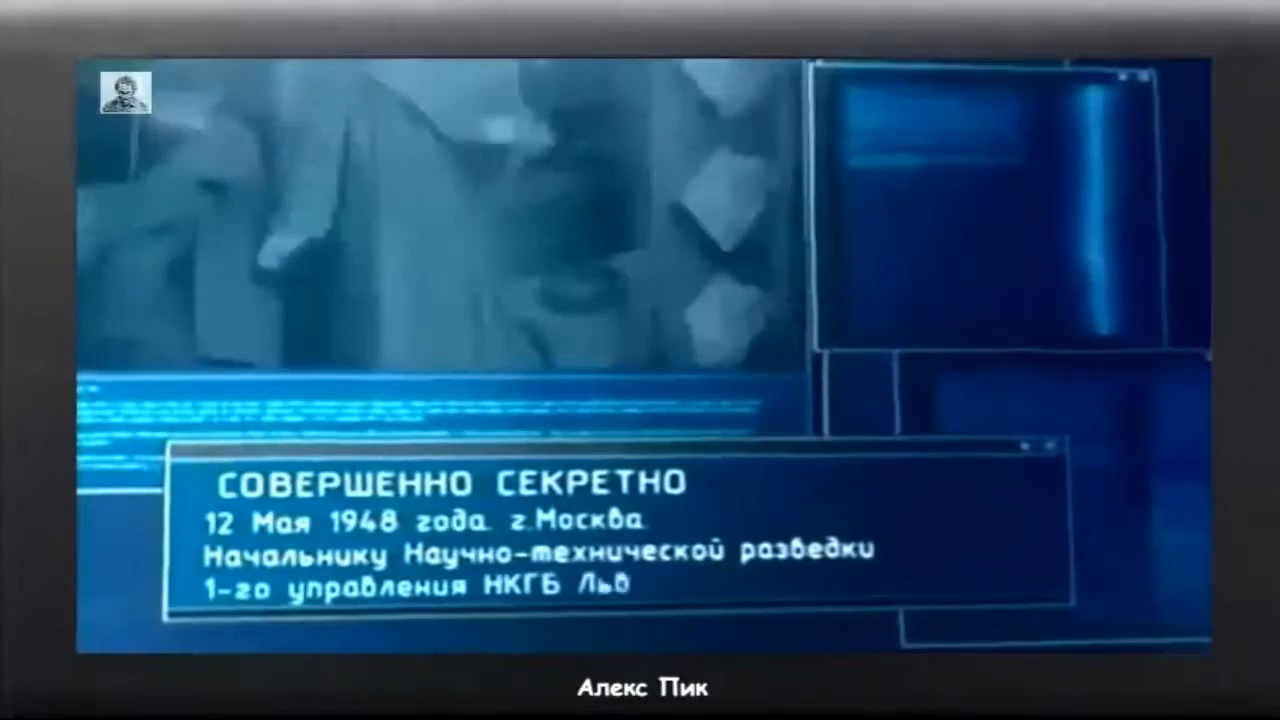 СОВЕРШЕННО СЕКРЕТНО
12 Мая 1948 года. г.Москва.
Начальнику Научно-технической разведки
1-го управления НКГБ Льв
Алекс Пик